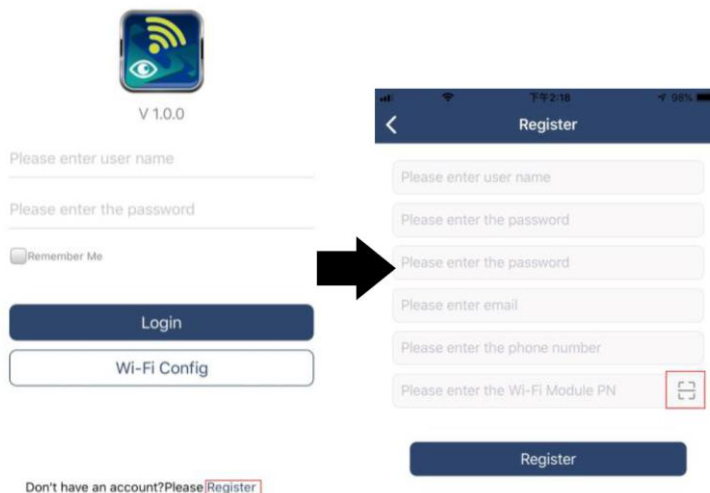 V 1.0.0
Please enter user name
Please enter the password
Remember Me
Login
Wi-Fi Config
Don't have an account?Please Register
下午2:18
98%
Register
Please enter user name
Please enter the password
Please enter the password
Please enter email
Please enter the phone number
Please enter the Wi-Fi Module PN
Register